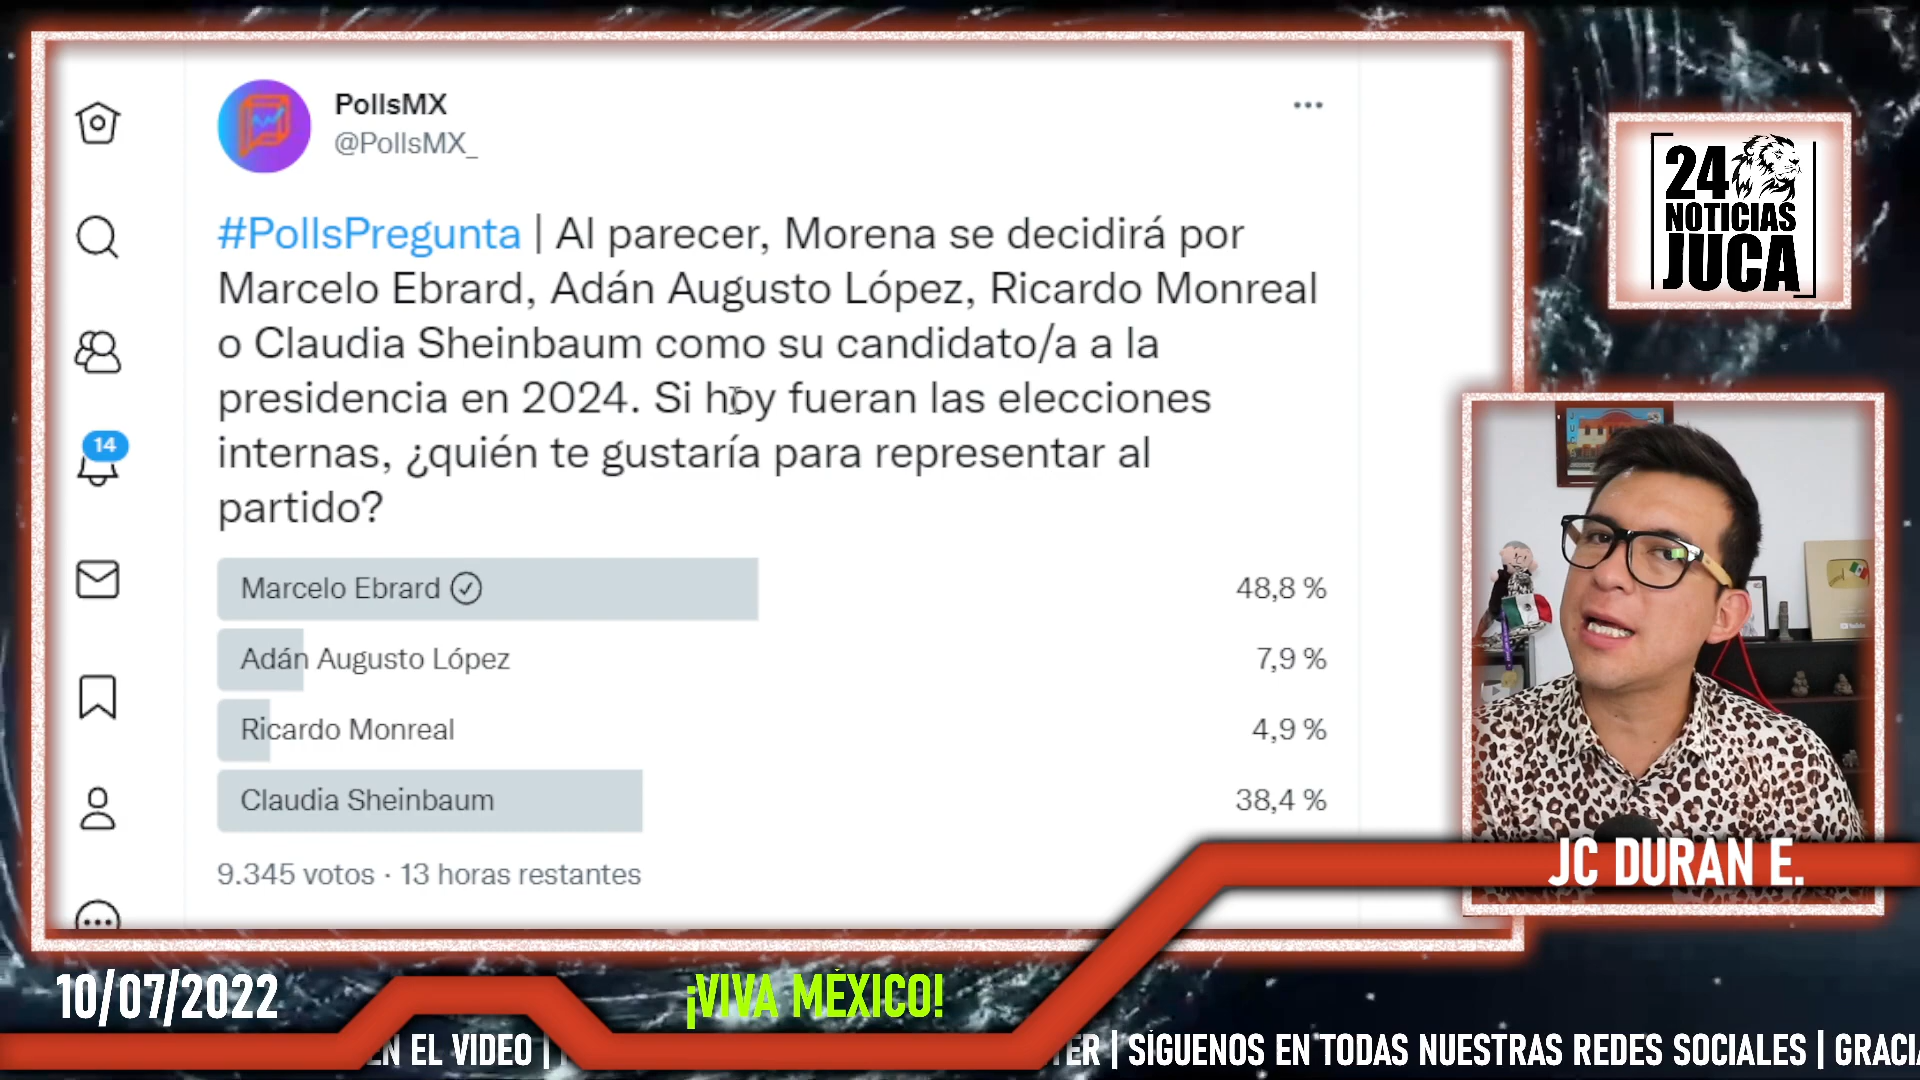 PollsMX
@PollsMX_
#PollsPregunta | Al parecer, Morena se decidirá por
Marcelo Ebrard, Adán Augusto López, Ricardo Monreal
o Claudia Sheinbaum como su candidato/a a la
presidencia en 2024. Si hoy fueran las elecciones
internas, ¿quién te gustaría para representar al
partido?
Marcelo Ebrard 48,8 %
Adán Augusto López 7,9 %
Ricardo Monreal 4,9 %
Claudia Sheinbaum 38,4 %
9.345 votos · 13 horas restantes
14
24
NOTICIAS
JUCA
JC DURÁN E.
10/07/2022
¡VIVA MÉXICO!
EN EL VIDEO |
| SÍGUENOS EN TODAS NUESTRAS REDES SOCIALES |